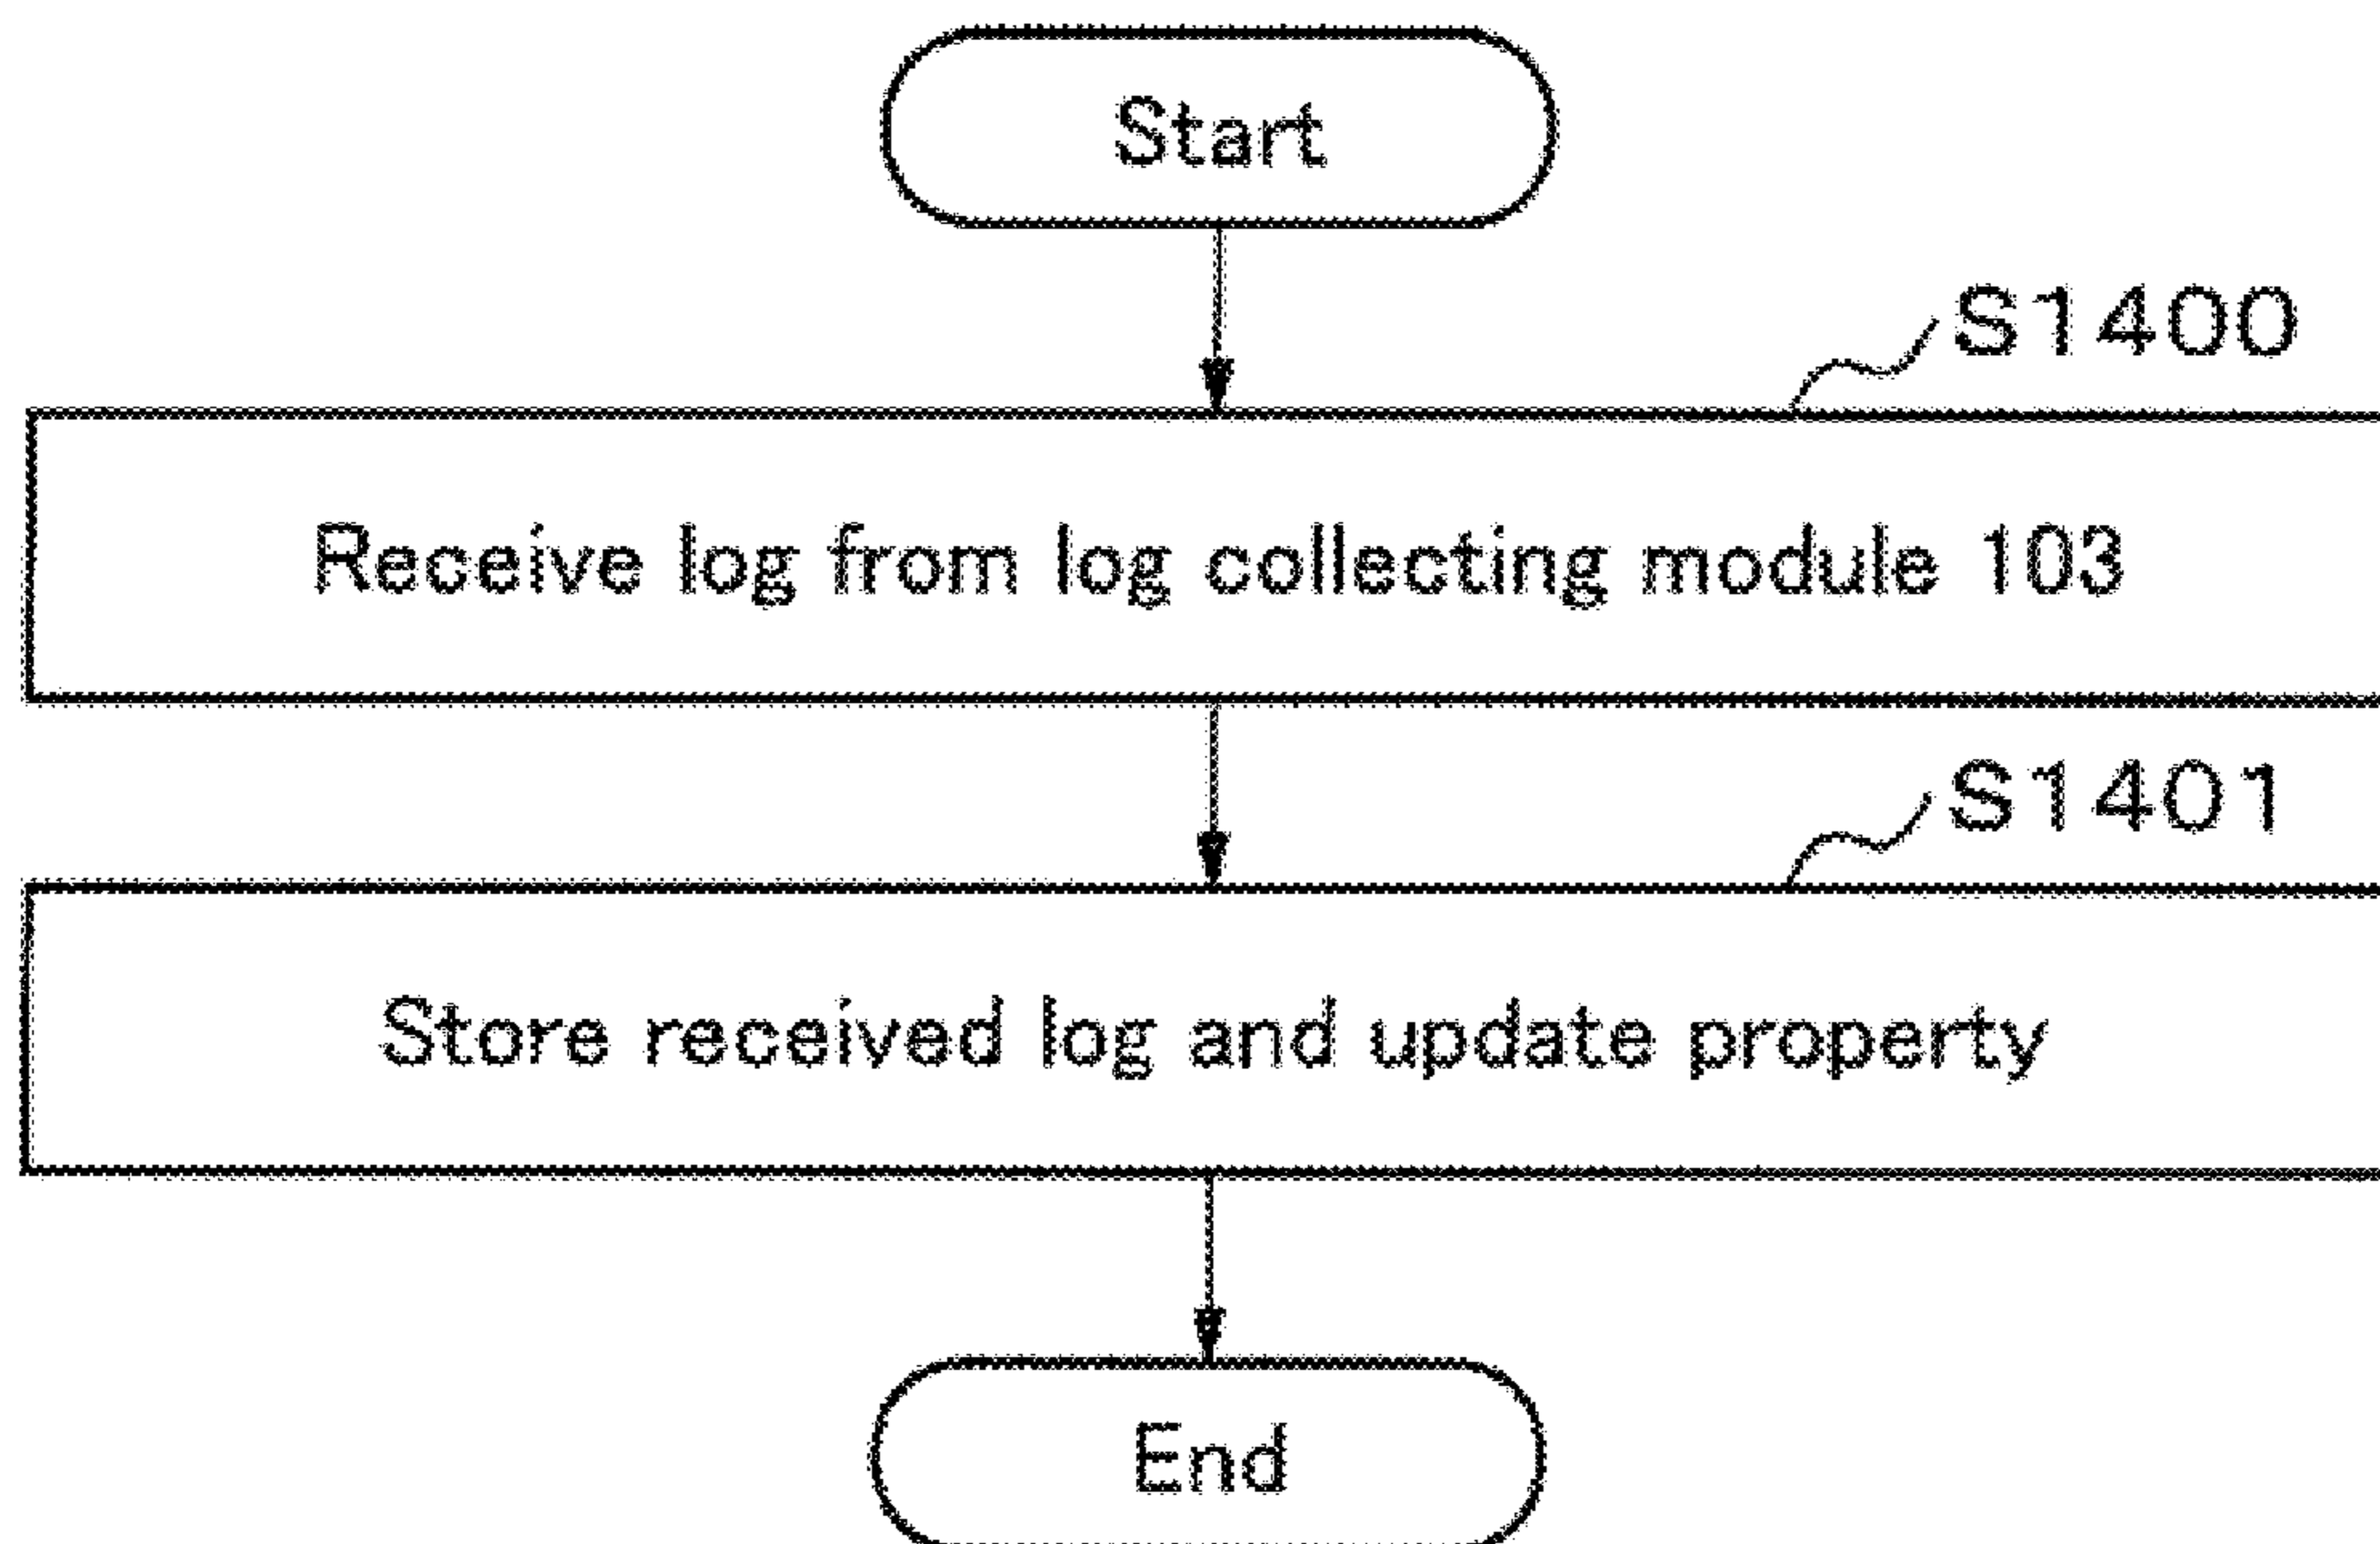 Start
S1400
Receive log from log collecting module 103
S1401
Store received log and update property
End